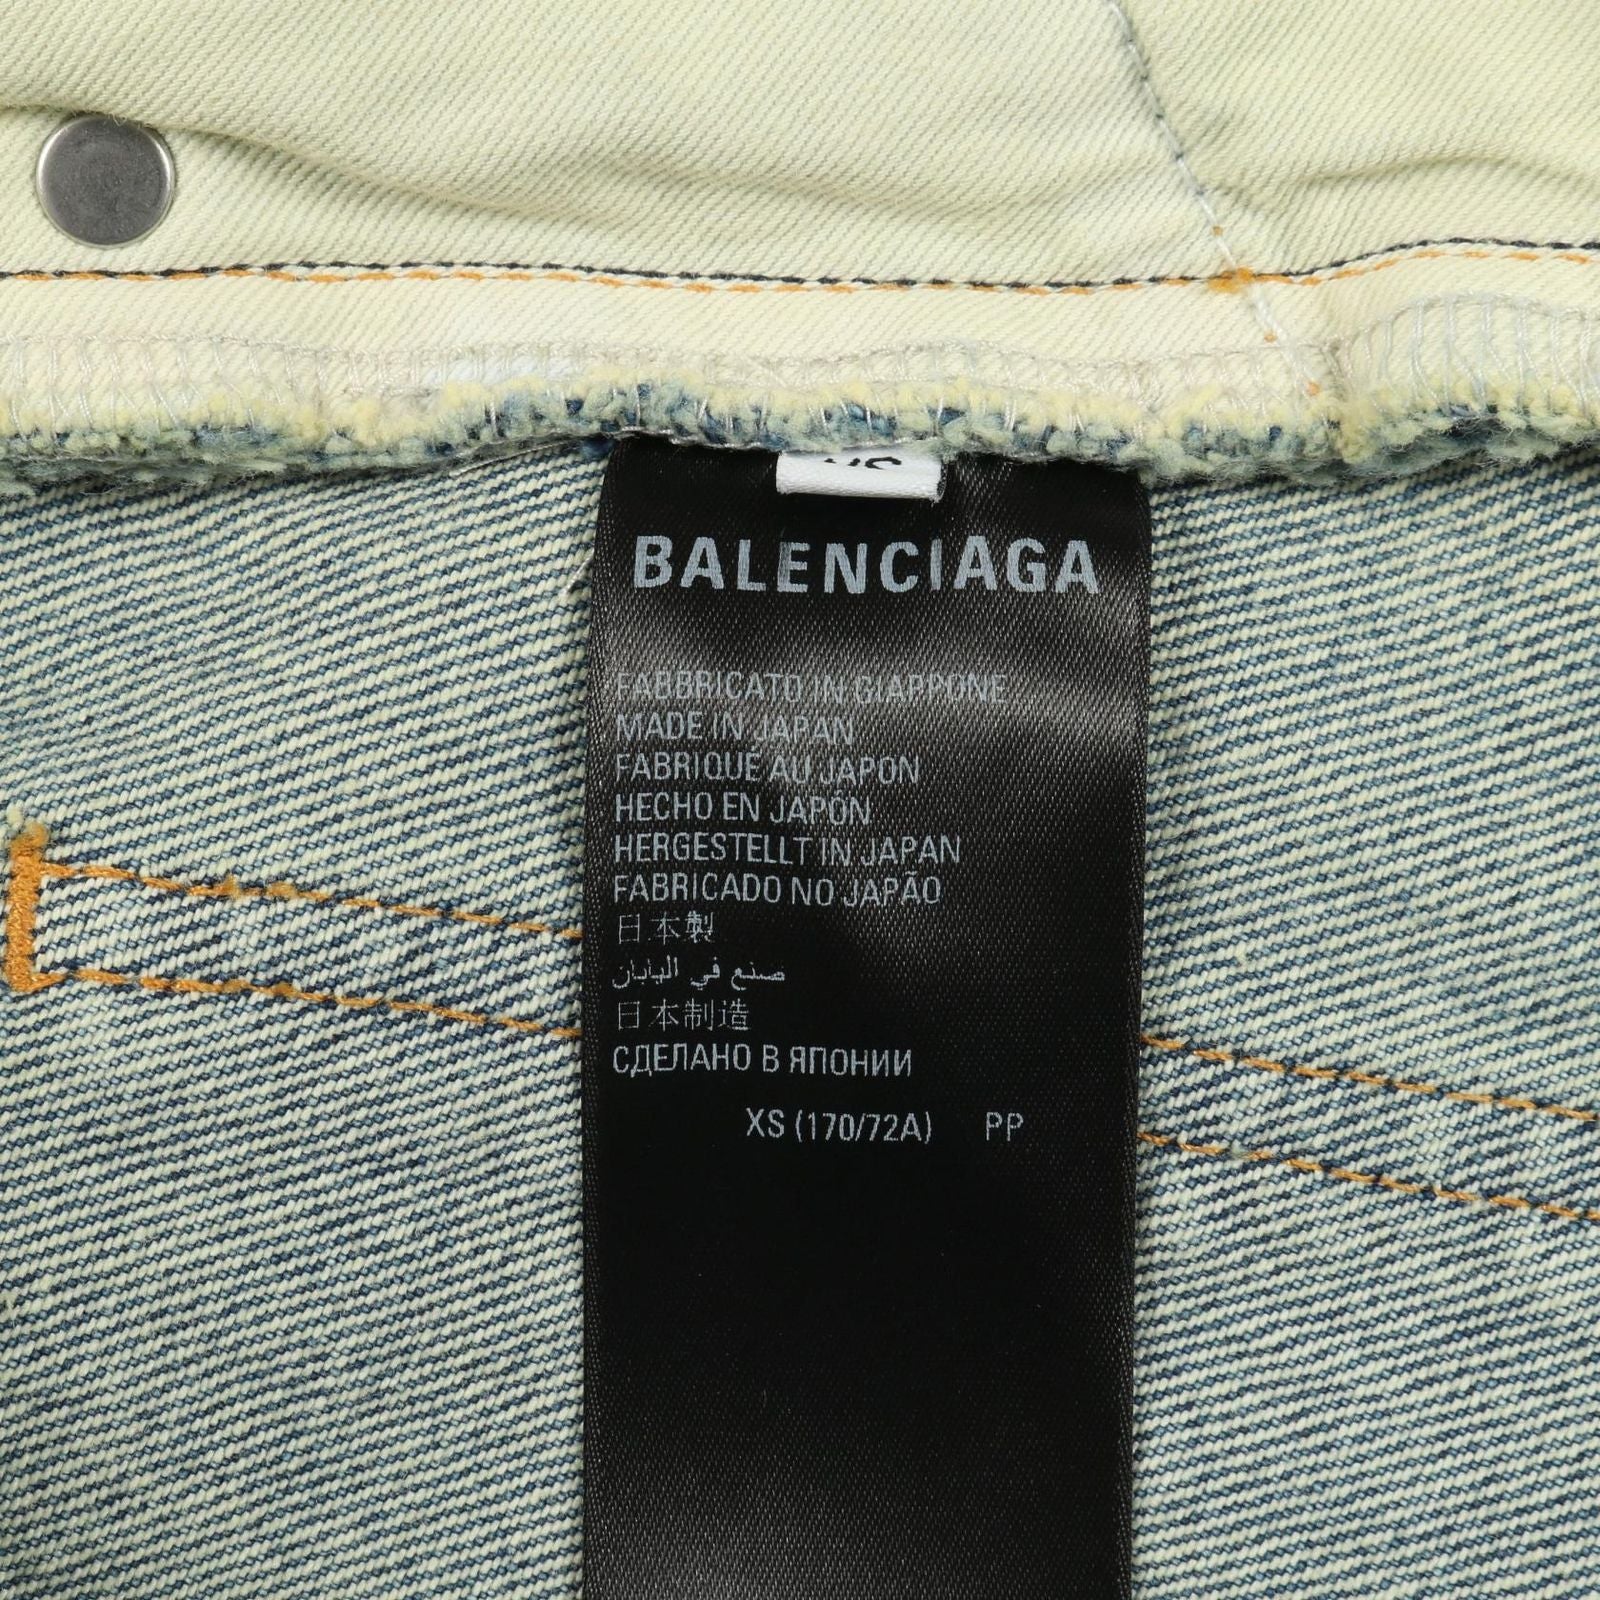 BALENCIAGA
FABBRICATO IN GIAPPONE
MADE IN JAPAN
FABRIQUÉ AU JAPON
HECHO EN JAPÓN
HERGESTELLT IN JAPAN
FABRICADO NO JAPÃO
日本製
صنع في اليابان
日本制造
СДЕЛАНО В ЯПОНИИ
XS (170/72A) PP